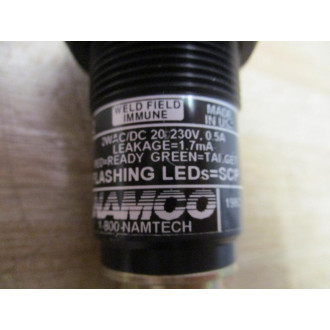 WELD FIELD
IMMUNE
MADE
IN U.S.
2WAC/DC 20-230V, 0.5A
LEAKAGE=1.7mA
RED=READY GREEN=TARGET
FLASHING LEDs=SCP
NAMCO
1-800-NAMTECH